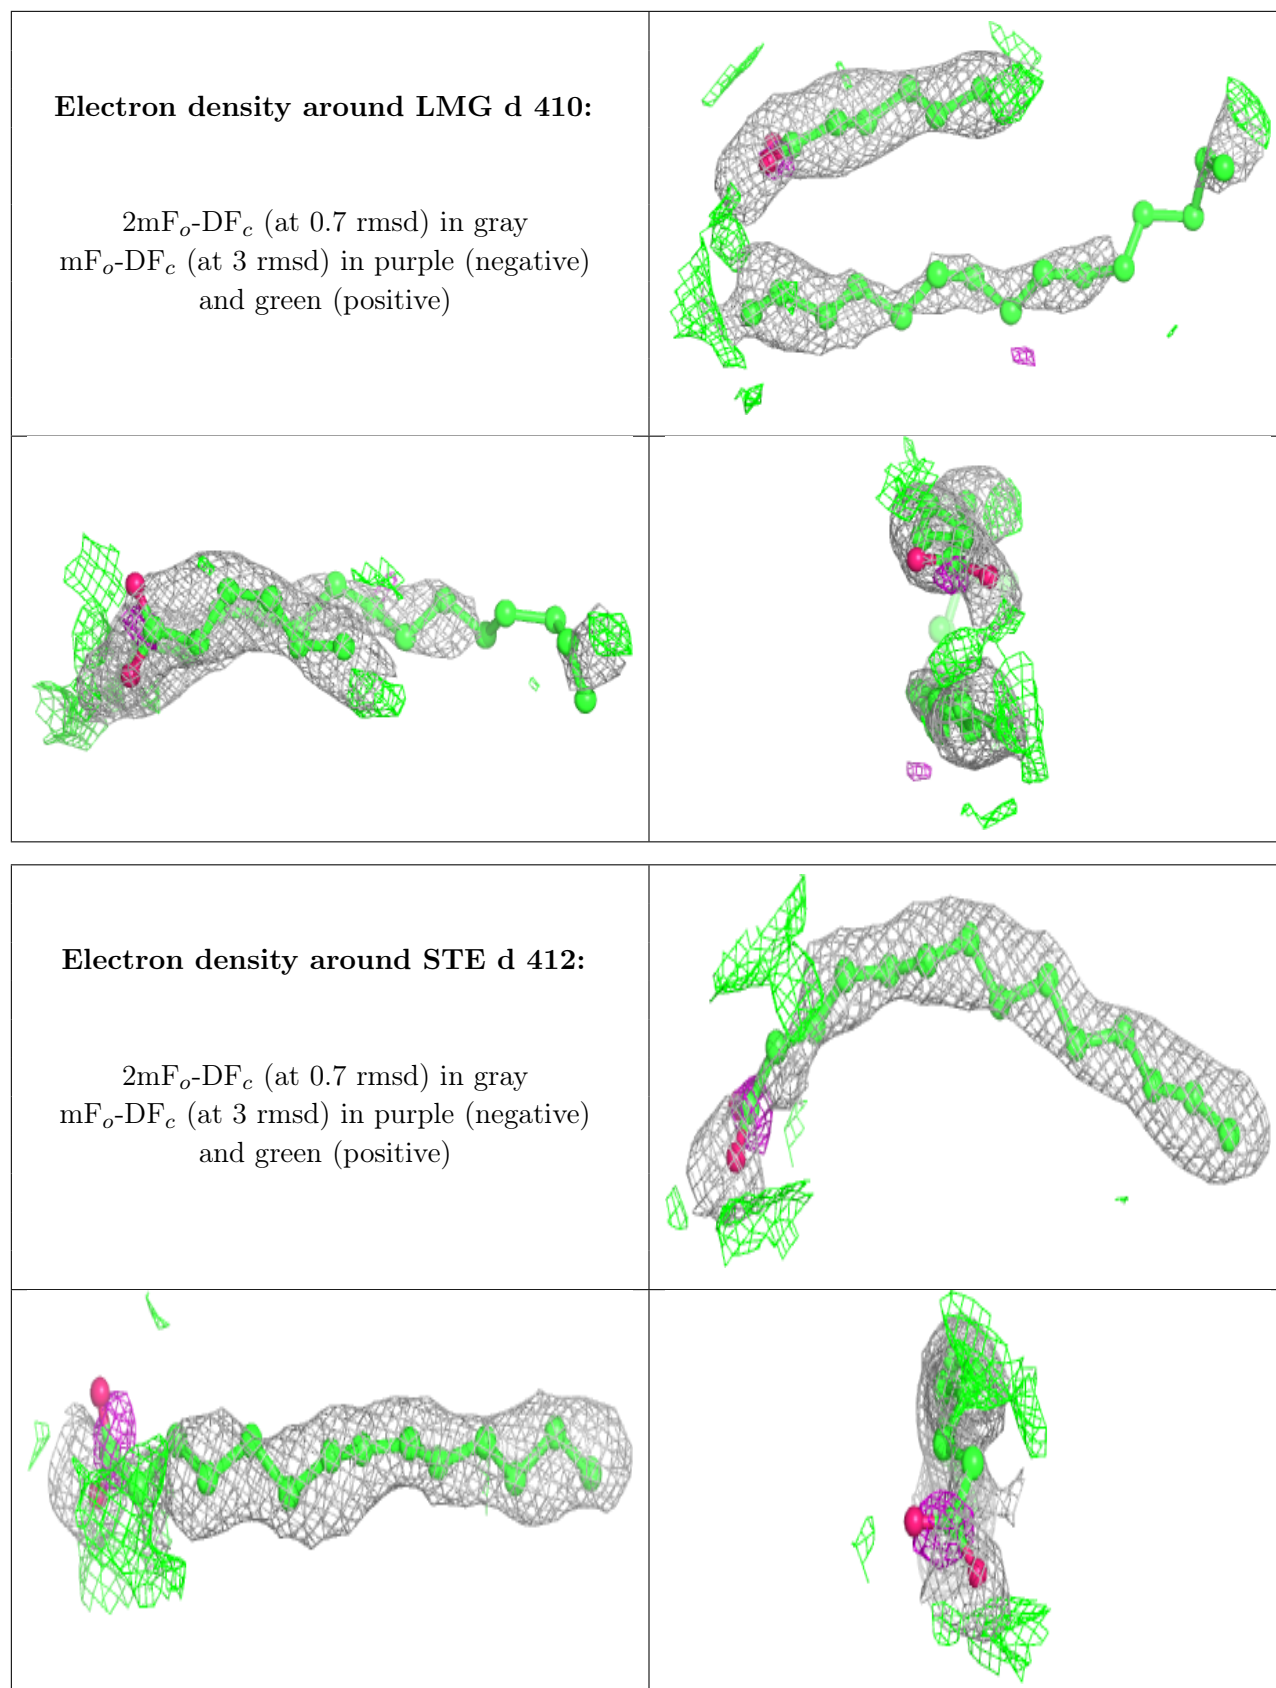 Electron density around LMG d 410:
2mFo-DFc (at 0.7 rmsd) in gray
mFo-DFc (at 3 rmsd) in purple (negative)
and green (positive)
Electron density around STE d 412:
2mFo-DFc (at 0.7 rmsd) in gray
mFo-DFc (at 3 rmsd) in purple (negative)
and green (positive)